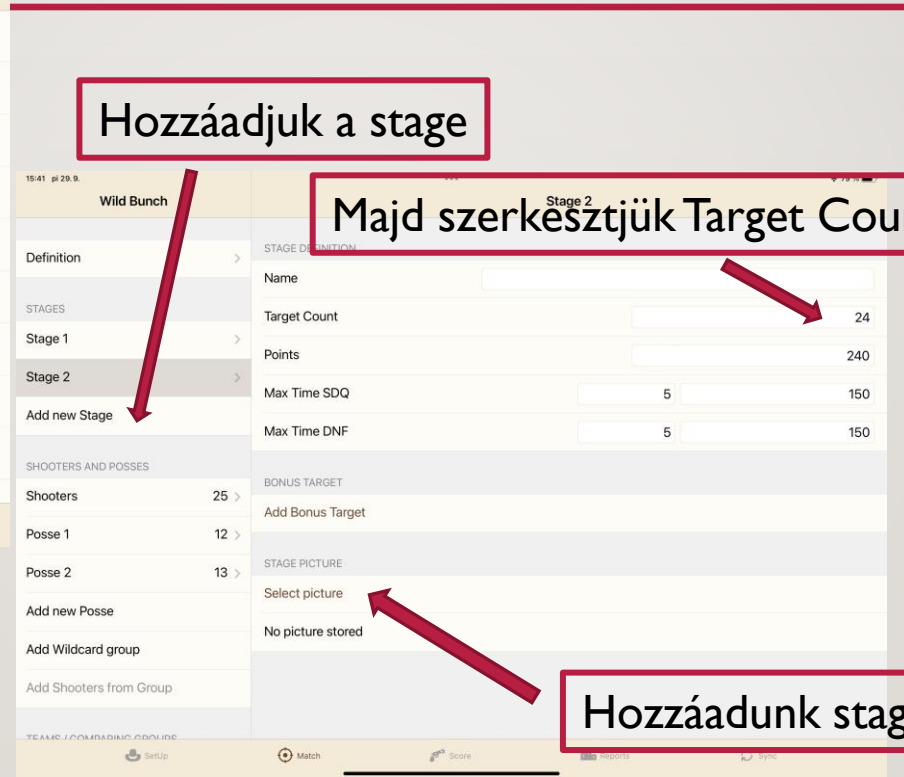 Hozzáadjuk a stage
15:41 pi 29.9.
Wild Bunch
Stage 2
Majd szerkesztjük Target Cou
Definition
STAGES
Stage 1
Stage 2
Add new Stage
SHOOTERS AND POSSES
Shooters 25
Posse 1 12
Posse 2 13
Add new Posse
Add Wildcard group
Add Shooters from Group
TEAMS / COMPARING GROUPS
STAGE DEFINITION
Name
Target Count 24
Points 240
Max Time SDQ 5 150
Max Time DNF 5 150
BONUS TARGET
Add Bonus Target
STAGE PICTURE
Select picture
No picture stored
Hozzáadunk stag
SetUp Match Score Reports Sync